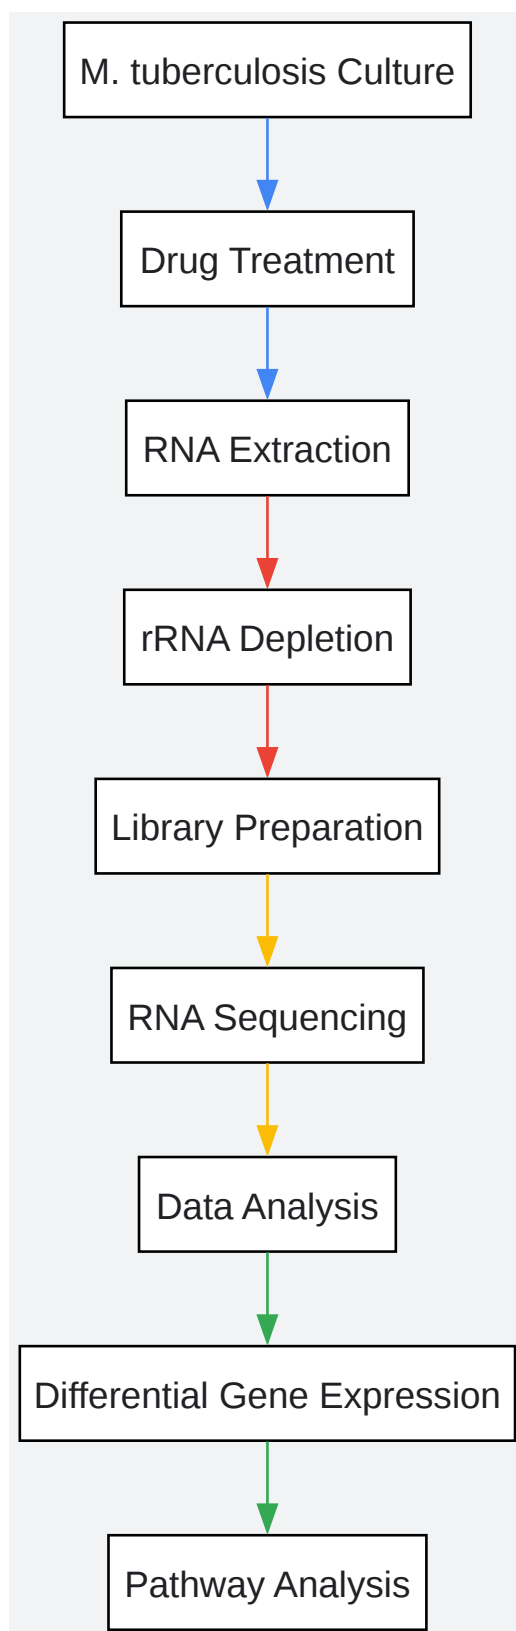 M. tuberculosis Culture
Drug Treatment
RNA Extraction
rRNA Depletion
Library Preparation
RNA Sequencing
Data Analysis
Differential Gene Expression
Pathway Analysis